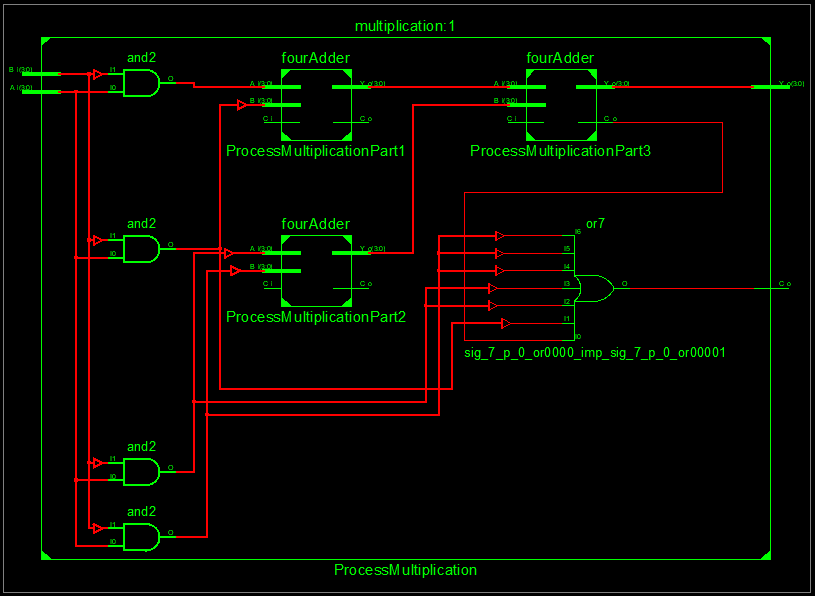 multiplication:1
and2
fourAdder
fourAdder
B i(3:0)
A i(3:0)
I1
I0
O
A i(3:0)
B i(3:0)
C i
Y o(3:0)
C o
A i(3:0)
B i(3:0)
C i
Y o(3:0)
C o
Y o(3:0)
ProcessMultiplicationPart1
ProcessMultiplicationPart3
and2
fourAdder
or7
I1
I0
O
A i(3:0)
B i(3:0)
C i
Y o(3:0)
C o
I6
I5
I4
I3
I2
I1
I0
O
C o
ProcessMultiplicationPart2
sig_7_p_0_or0000_imp_sig_7_p_0_or00001
and2
I1
I0
O
and2
I1
I0
O
ProcessMultiplication